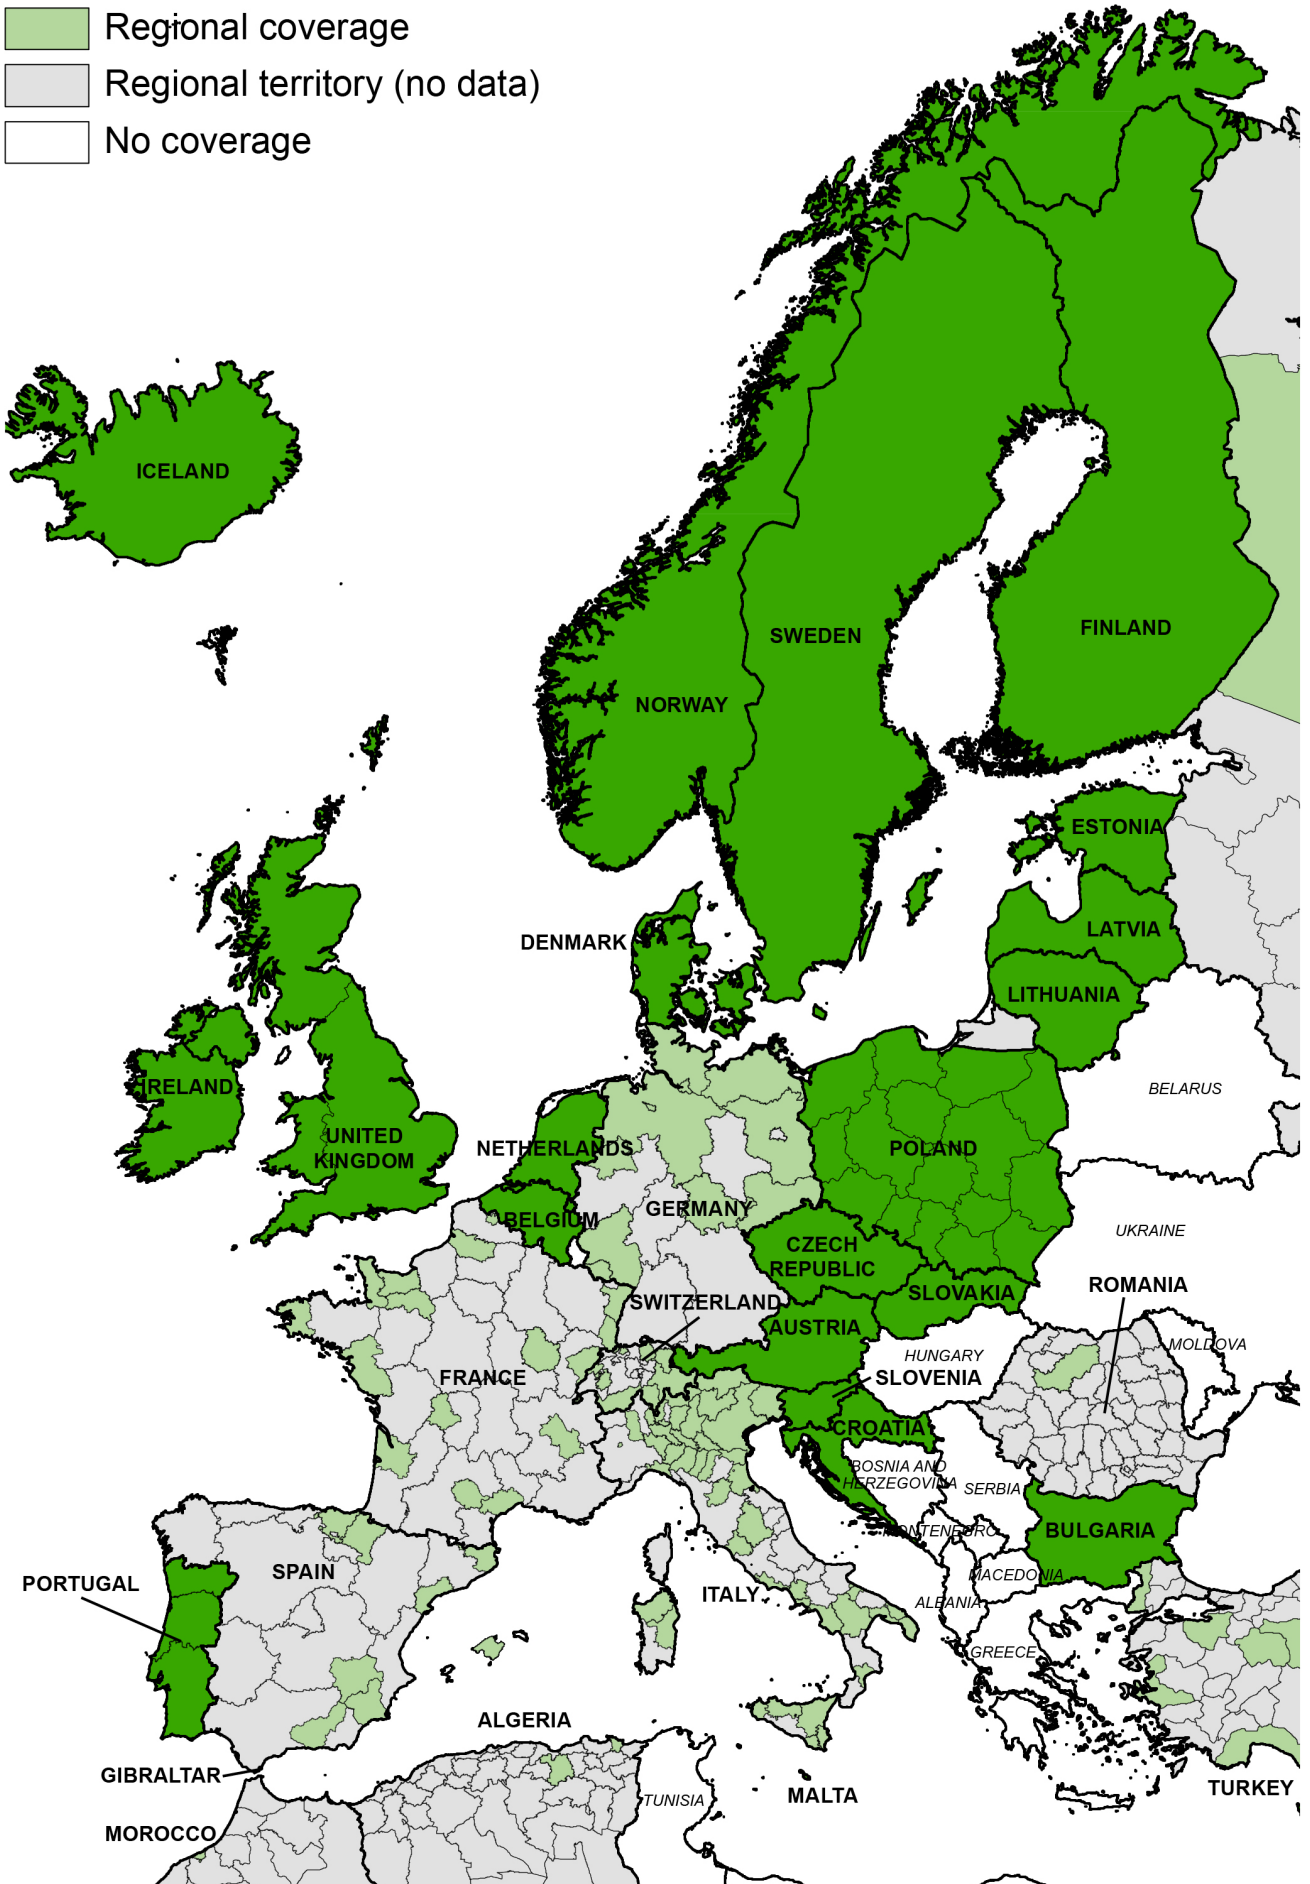 Regional coverage
Regional territory (no data)
No coverage
ICELAND
SWEDEN
FINLAND
NORWAY
ESTONIA
LATVIA
DENMARK
LITHUANIA
IRELAND
BELARUS
UNITED
KINGDOM
NETHERLANDS
POLAND
GERMANY
BELGIUM
UKRAINE
CZECH
REPUBLIC
ROMANIA
SLOVAKIA
SWITZERLAND
AUSTRIA
MOLDOVA
HUNGARY
FRANCE
SLOVENIA
CROATIA
BOSNIA AND
HERZEGOVINA
SERBIA
MONTENEGRO
BULGARIA
SPAIN
MACEDONIA
PORTUGAL
ITALY
ALBANIA
GREECE
ALGERIA
GIBRALTAR
TURKEY
MALTA
TUNISIA
MOROCCO